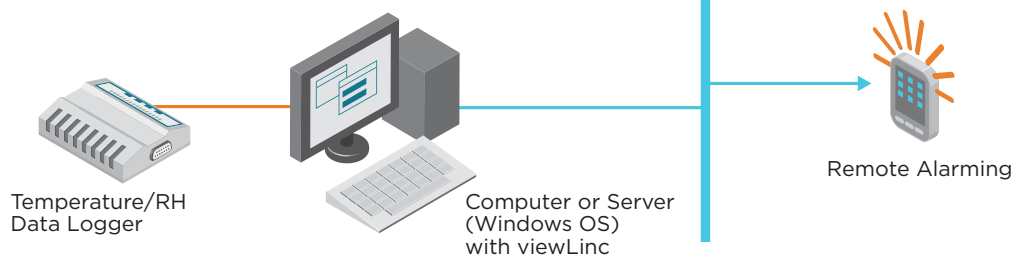 Temperature/RH
Data Logger
Computer or Server
(Windows OS)
with viewLinc
Remote Alarming